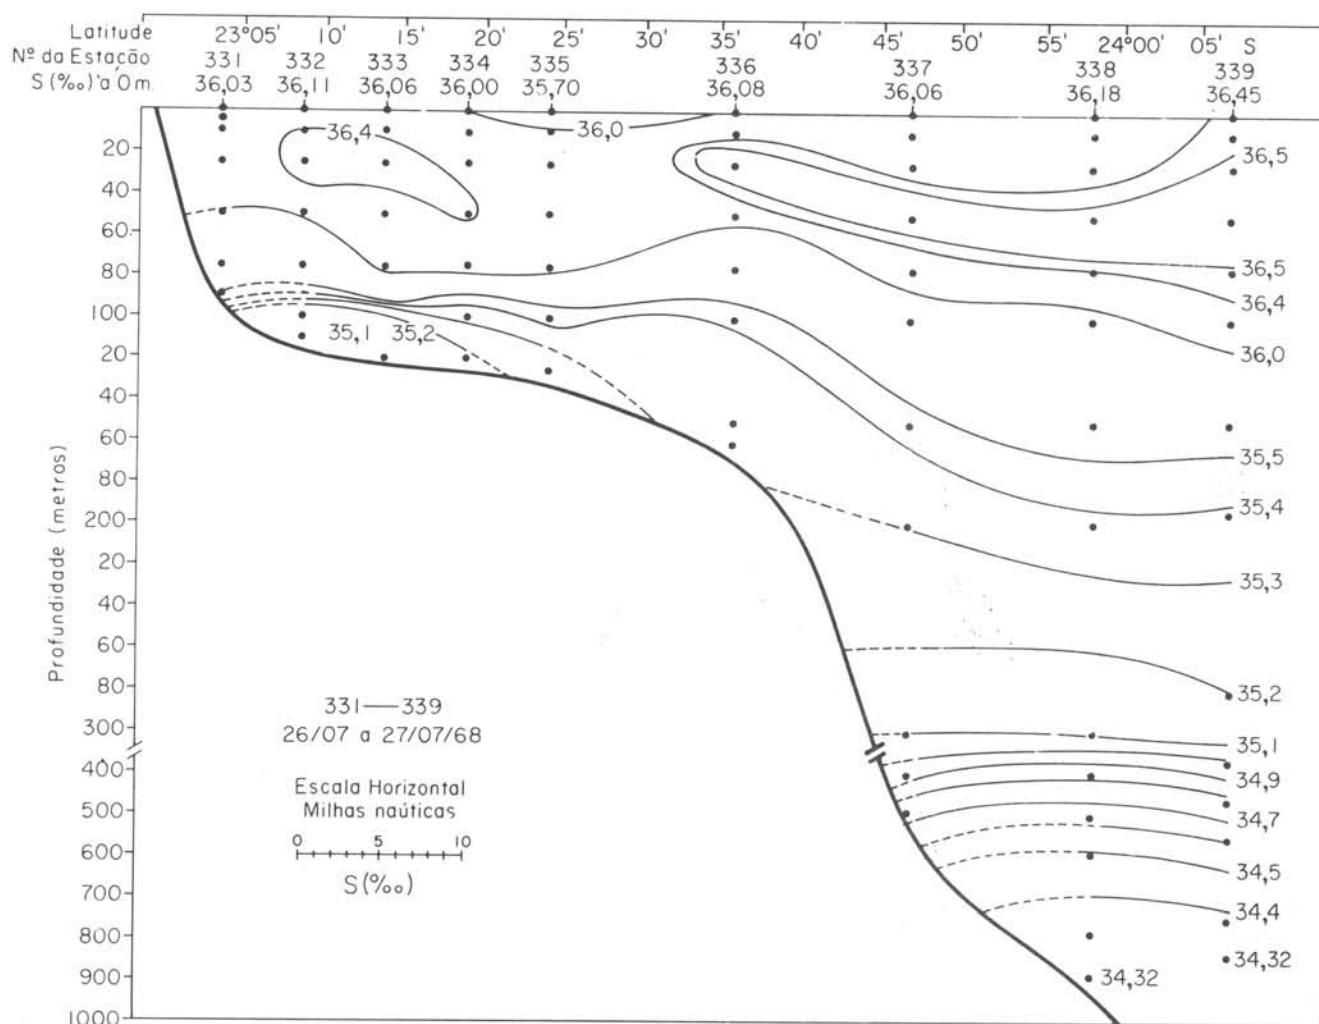 Latitude 23°05' 10' 15' 20' 25' 30' 35' 40' 45' 50' 55' 24°00' 05' S
Nº da Estação 331 332 333 334 335 336 337 338 339
S (‰) à 0 m. 36,03 36,11 36,06 36,00 35,70 36,08 36,06 36,18 36,45
36,4 36,0
20 36,5
40
60
80 36,5
36,4
100
35,1 35,2
20 36,0
40
60 35,5
80
35,4
200
20 35,3
40
60
80 35,2
300 35,1
400 34,9
500 34,7
600 34,5
700 34,4
800
900 34,32 34,32
1000
Profundidade (metros)
331—339
26/07 a 27/07/68
Escala Horizontal
Milhas naúticas
0 5 10
S(‰)